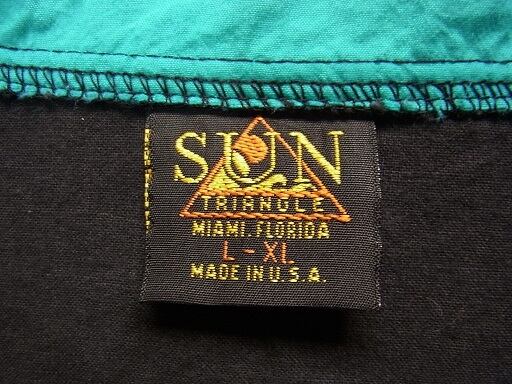 SUN
TRIANGLE
MIAMI, FLORIDA
L - XL
MADE IN U.S.A.